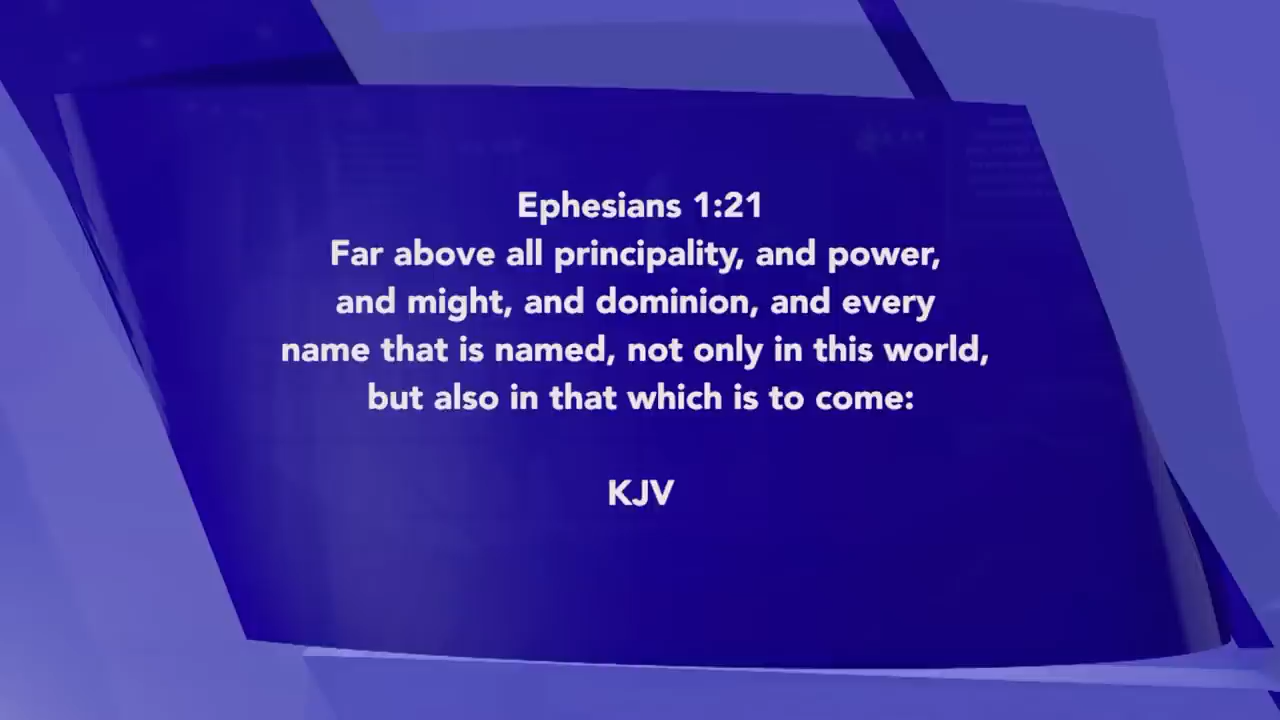 Ephesians 1:21
Far above all principality, and power,
and might, and dominion, and every
name that is named, not only in this world,
but also in that which is to come:
KJV